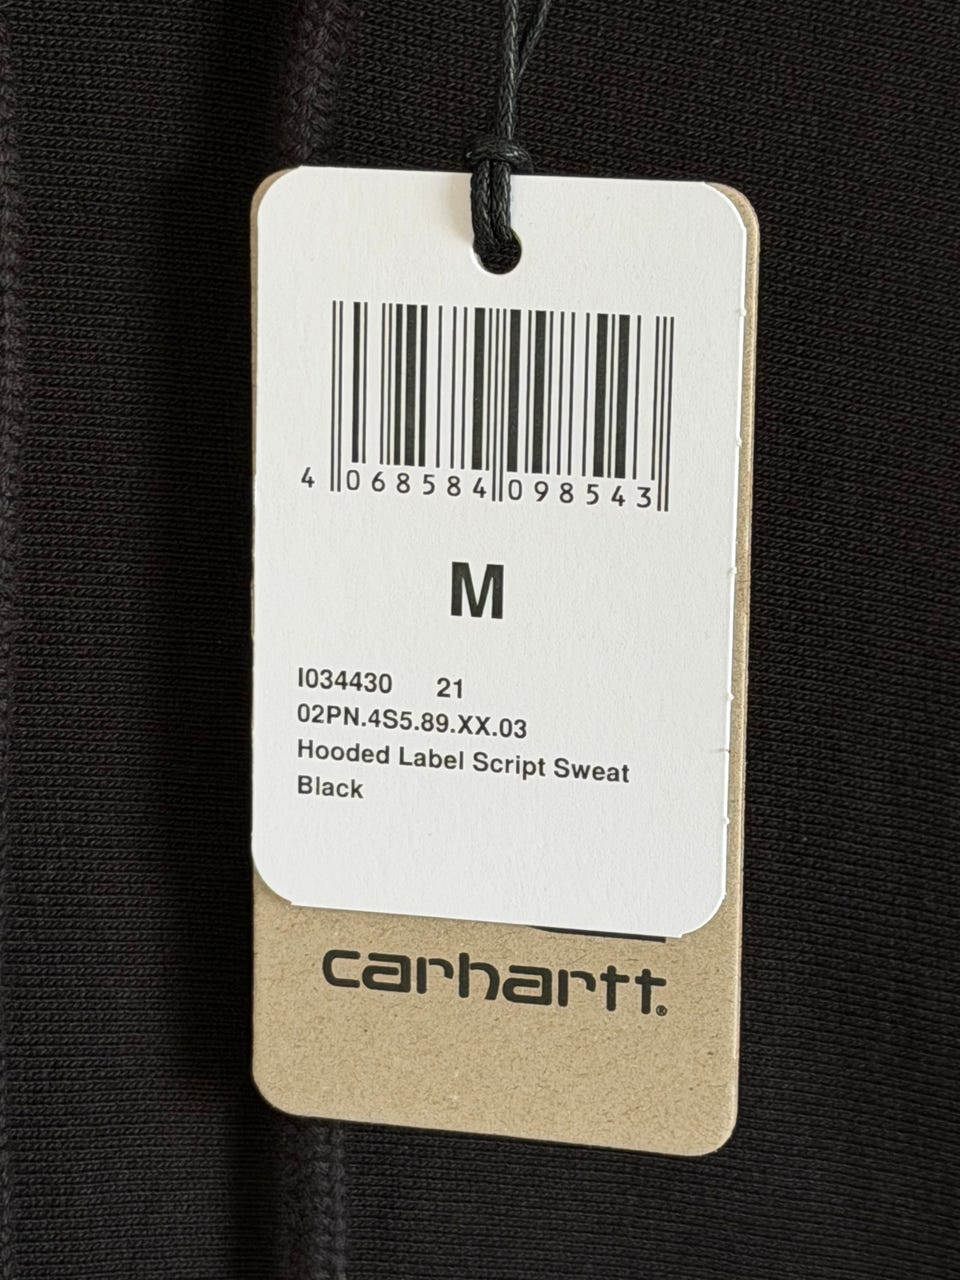 4 068584 098543
M
I034430 21
02PN.4S5.89.XX.03
Hooded Label Script Sweat
Black
carhartt®